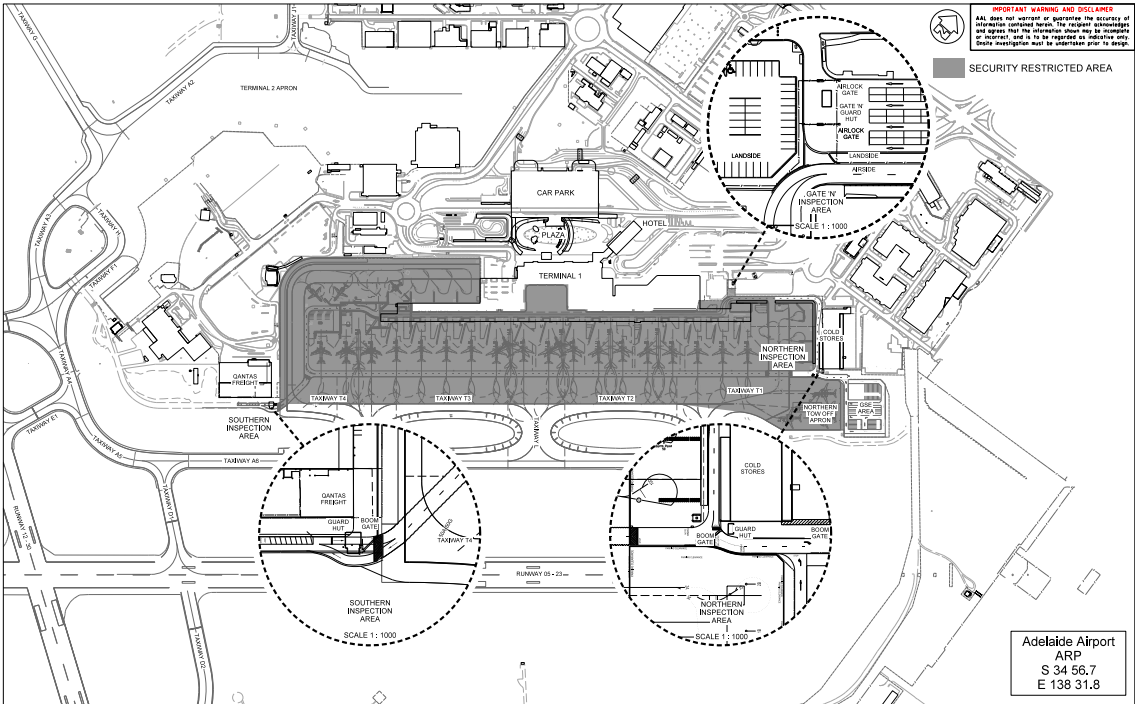 IMPORTANT WARNING AND DISCLAIMER
AAL does not warrant or guarantee the accuracy of
information contained herein. The recipient acknowledges
and agrees that the information shown may be incomplete
or incorrect, and is to be regarded as indicative only.
Onsite investigation must be undertaken prior to design.
SECURITY RESTRICTED AREA
TAXIWAY G
TAXIWAY J1
TAXIWAY A2
TERMINAL 2 APRON
AIRLOCK
GATE
GATE 'N'
GUARD
HUT
AIRLOCK
GATE
LANDSIDE
LANDSIDE
AIRSIDE
GATE 'N'
INSPECTION
AREA
SCALE 1 : 1000
CAR PARK
PLAZA
HOTEL
TERMINAL 1
TAXIWAY A3
TAXIWAY F1
TAXIWAY A4
COLD
STORES
NORTHERN
INSPECTION
AREA
QANTAS
FREIGHT
TAXIWAY T4
TAXIWAY T3
TAXIWAY T2
TAXIWAY T1
NORTHERN
TOW OFF
APRON
GSE
AREA
SOUTHERN
INSPECTION
AREA
TAXIWAY E1
TAXIWAY A5
TAXIWAY A6
TAXIWAY L
TAXIWAY D1
RUNWAY 12 - 30
QANTAS
FREIGHT
GUARD
HUT
BOOM
GATE
TAXIWAY T4
SOUTHERN
INSPECTION
AREA
SCALE 1 : 1000
RUNWAY 05 - 23
COLD
STORES
BOOM
GATE
GUARD
HUT
BOOM
GATE
NORTHERN
INSPECTION
AREA
SCALE 1 : 1000
TAXIWAY D2
Adelaide Airport
ARP
S 34 56.7
E 138 31.8